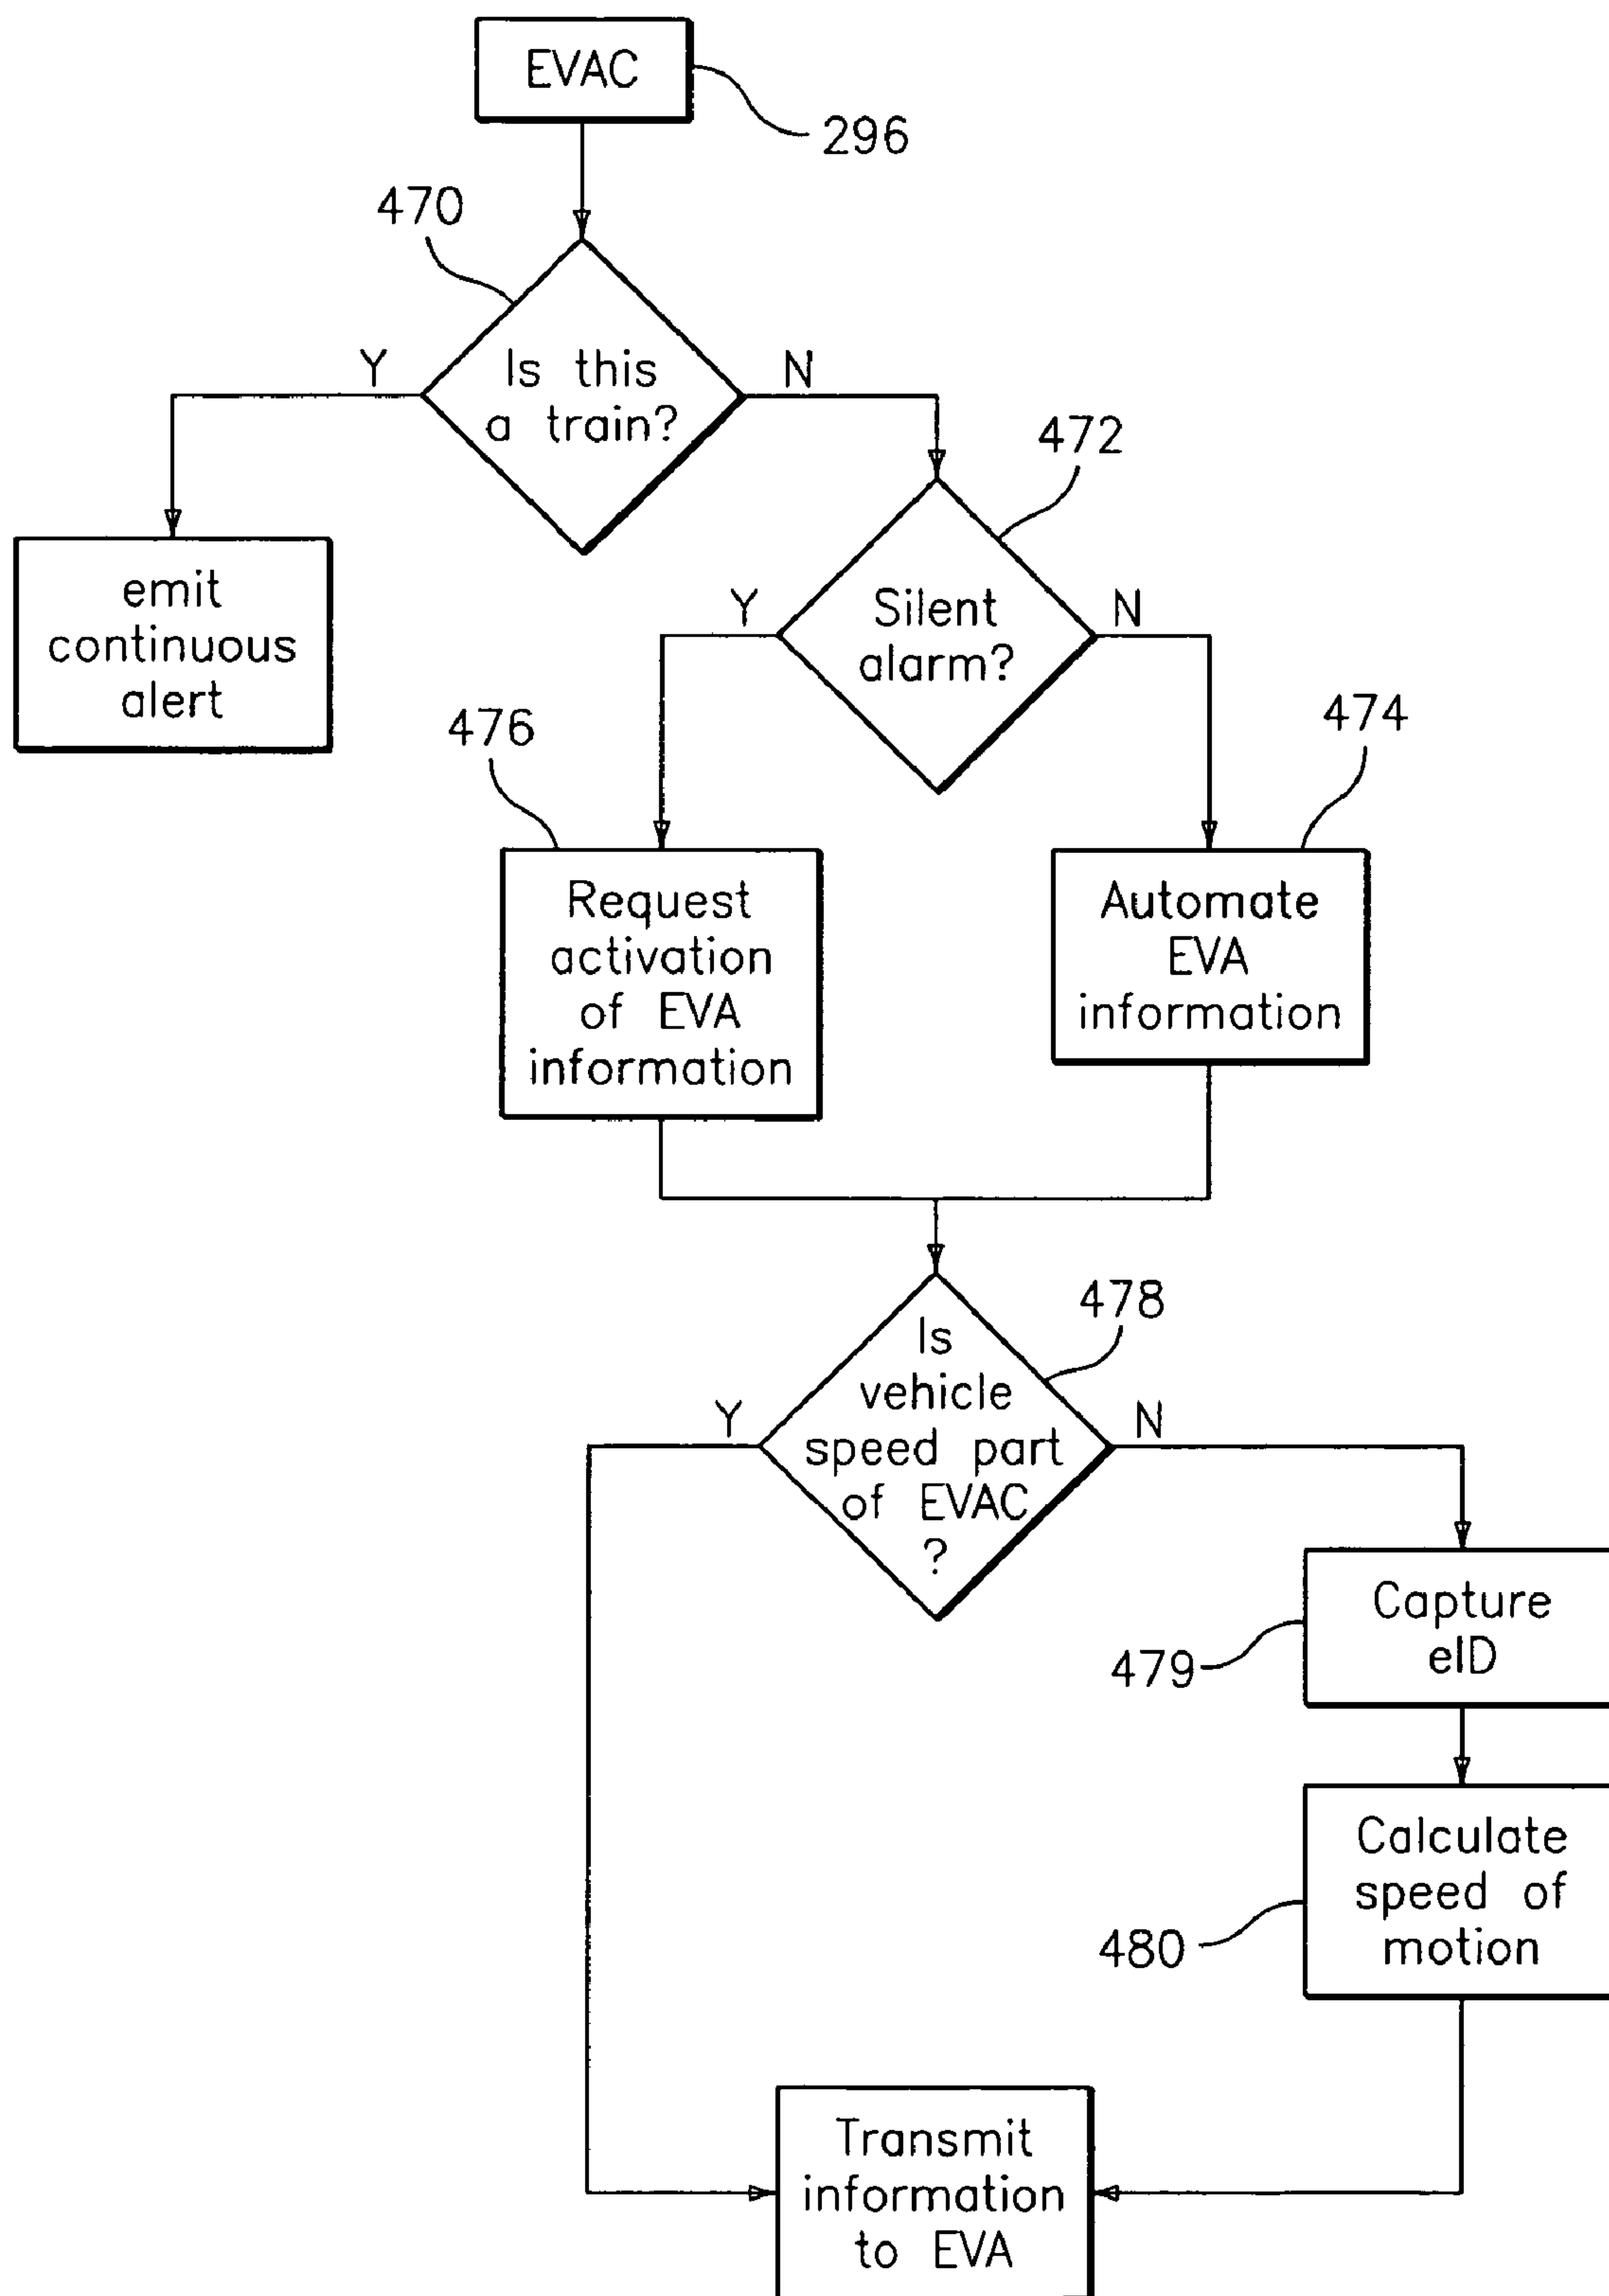 EVAC
296
470
Y
N
Is this
a train?
472
emit
continuous
alert
Y
N
Silent
alarm?
476
474
Request
activation
of EVA
information
Automate
EVA
information
478
Is
vehicle
speed part
of EVAC
?
Y
N
Capture
eID
479
Calculate
speed of
motion
480
Transmit
information
to EVA